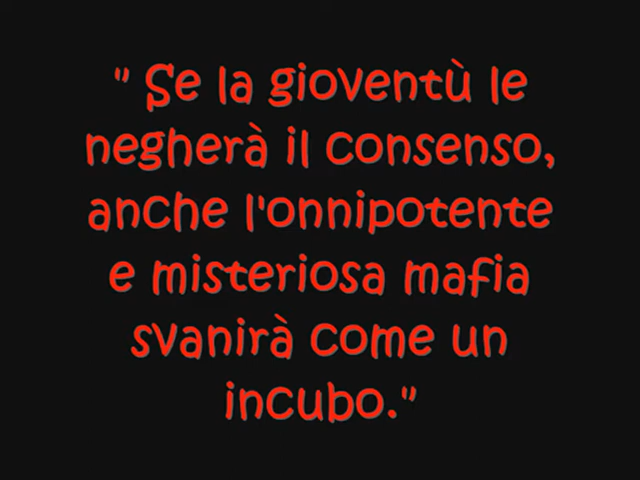 " Se la gioventù le
negherà il consenso,
anche l'onnipotente
e misteriosa mafia
svanirà come un
incubo."